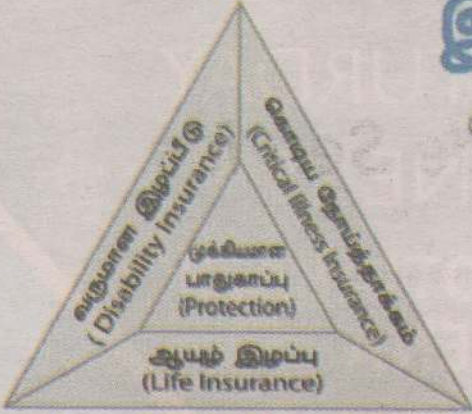 வருமான இழப்பீடு
(Disability Insurance)
கொடிய நோய்த்தாக்கம்
(Critical Illness Insurance)
முக்கியமான
பாதுகாப்பு
(Protection)
ஆயுள் இழப்பு
(Life Insurance)